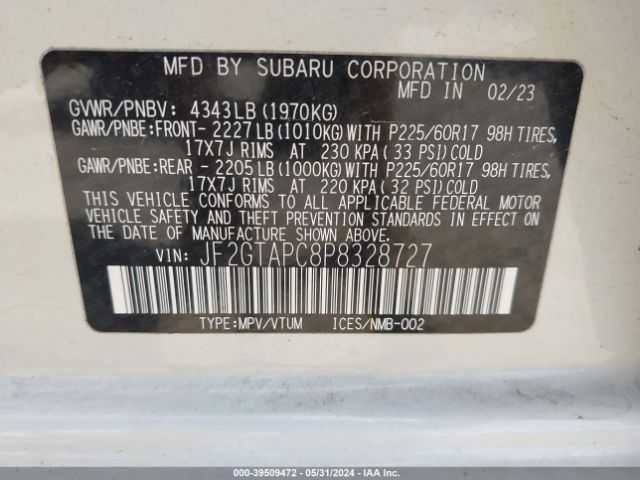 MFD BY SUBARU CORPORATION
MFD IN 02/23
GVWR/PNBV: 4343LB(1970KG)
GAWR/PNBE:FRONT- 2227LB(1010KG)WITH P225/60R17 98H TIRES,
17X7J RIMS AT 230 KPA(33 PSI)COLD
GAWR/PNBE:REAR - 2205LB(1000KG)WITH P225/60R17 98H TIRES,
17X7J RIMS AT 220 KPA(32 PSI)COLD
THIS VEHICLE CONFORMS TO ALL APPLICABLE FEDERAL MOTOR
VEHICLE SAFETY AND THEFT PREVENTION STANDARDS IN EFFECT ON
THE DATE OF MANUFACTURE SHOWN ABOVE.
VIN: JF2GTAPC8P8328727
TYPE:MPV/VTUM ICES/NMB-002
000-39509472 - 05/31/2024 - IAA Inc.